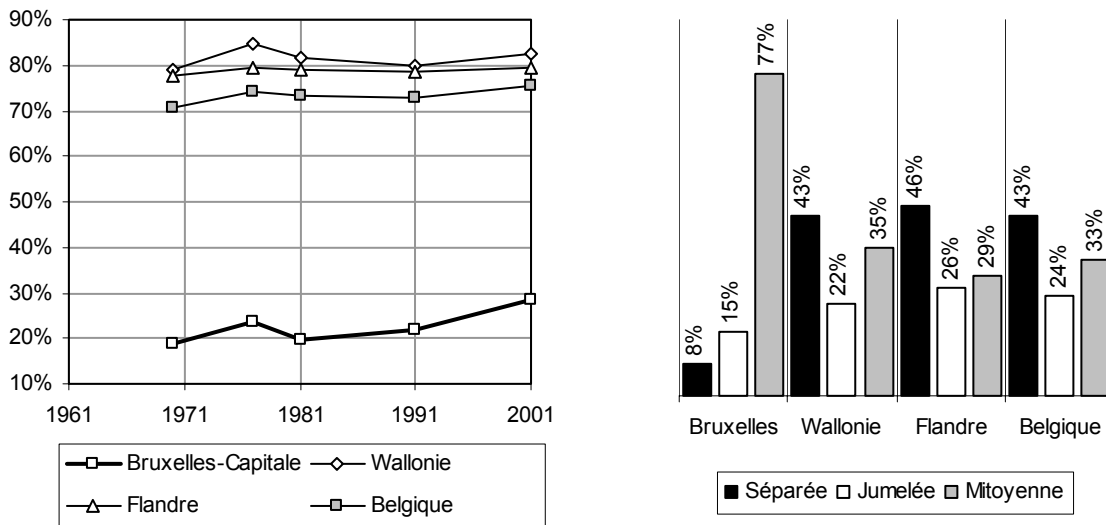 90%
80%
70%
60%
50%
40%
30%
20%
10%
1961 1971 1981 1991 2001
Bruxelles-Capitale Wallonie
Flandre Belgique
8% 15% 77% 43% 22% 35% 46% 26% 29% 43% 24% 33%
Bruxelles Wallonie Flandre Belgique
Séparée Jumelée Mitoyenne